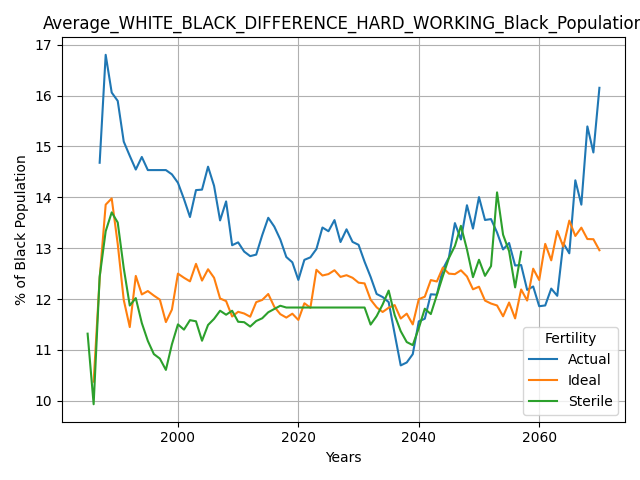 Average_WHITE_BLACK_DIFFERENCE_HARD_WORKING_Black_Population
17
16
15
14
13
12
11
10
% of Black Population
2000
2020
2040
2060
Years
Fertility
Actual
Ideal
Sterile